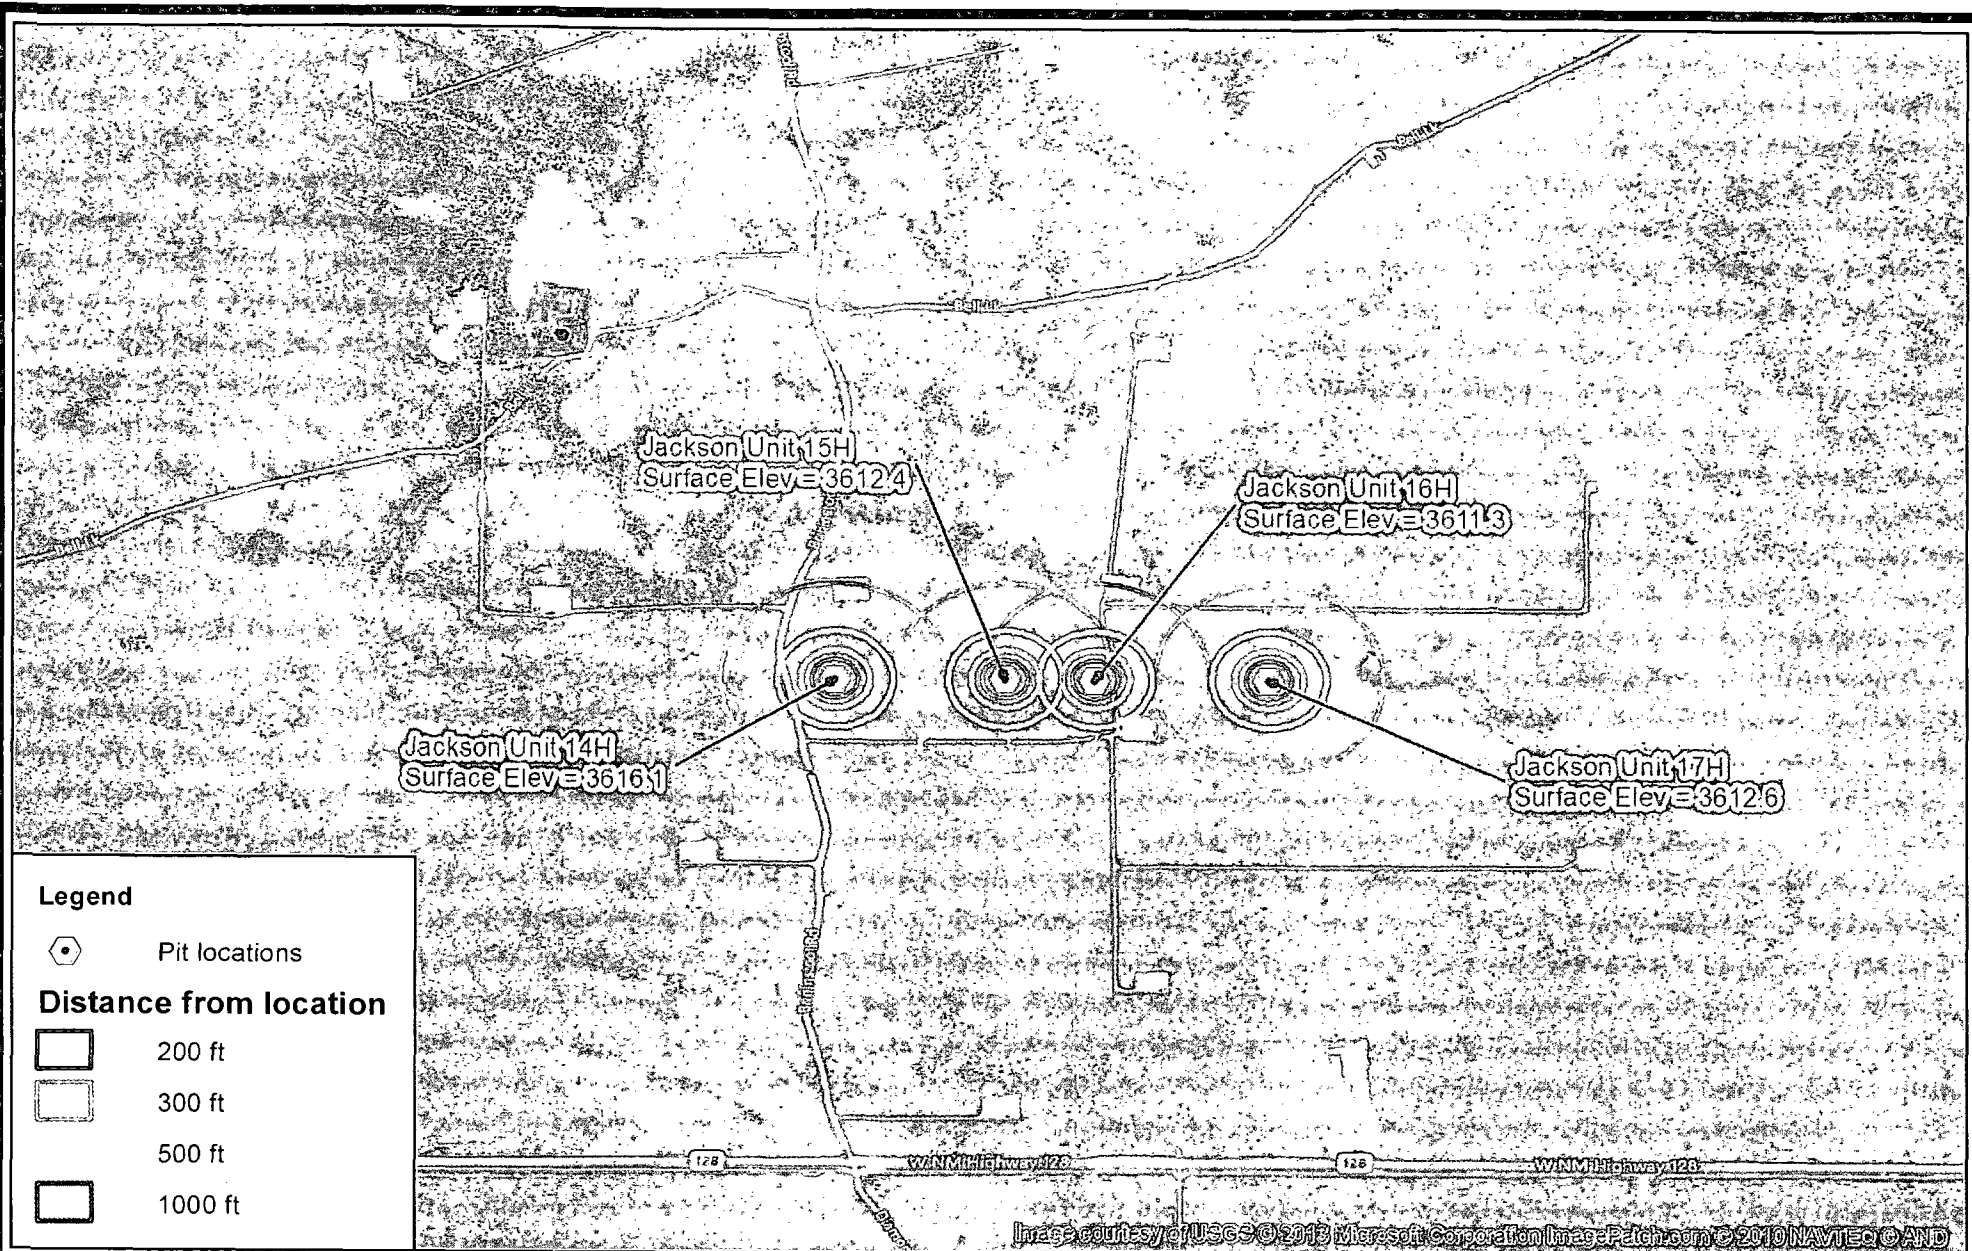 Jackson Unit 15H
Surface Elev = 3612.4
Jackson Unit 16H
Surface Elev = 3611.3
Jackson Unit 14H
Surface Elev = 3616.1
Jackson Unit 17H
Surface Elev = 3612.6
Legend
Pit locations
Distance from location
200 ft
300 ft
500 ft
1000 ft
128
W NM Highway 128
128
W NM Highway 128
Image courtesy of USGS © 2013 Microsoft Corporation ImagePatch.com © 2010 NAVTEQ © AND